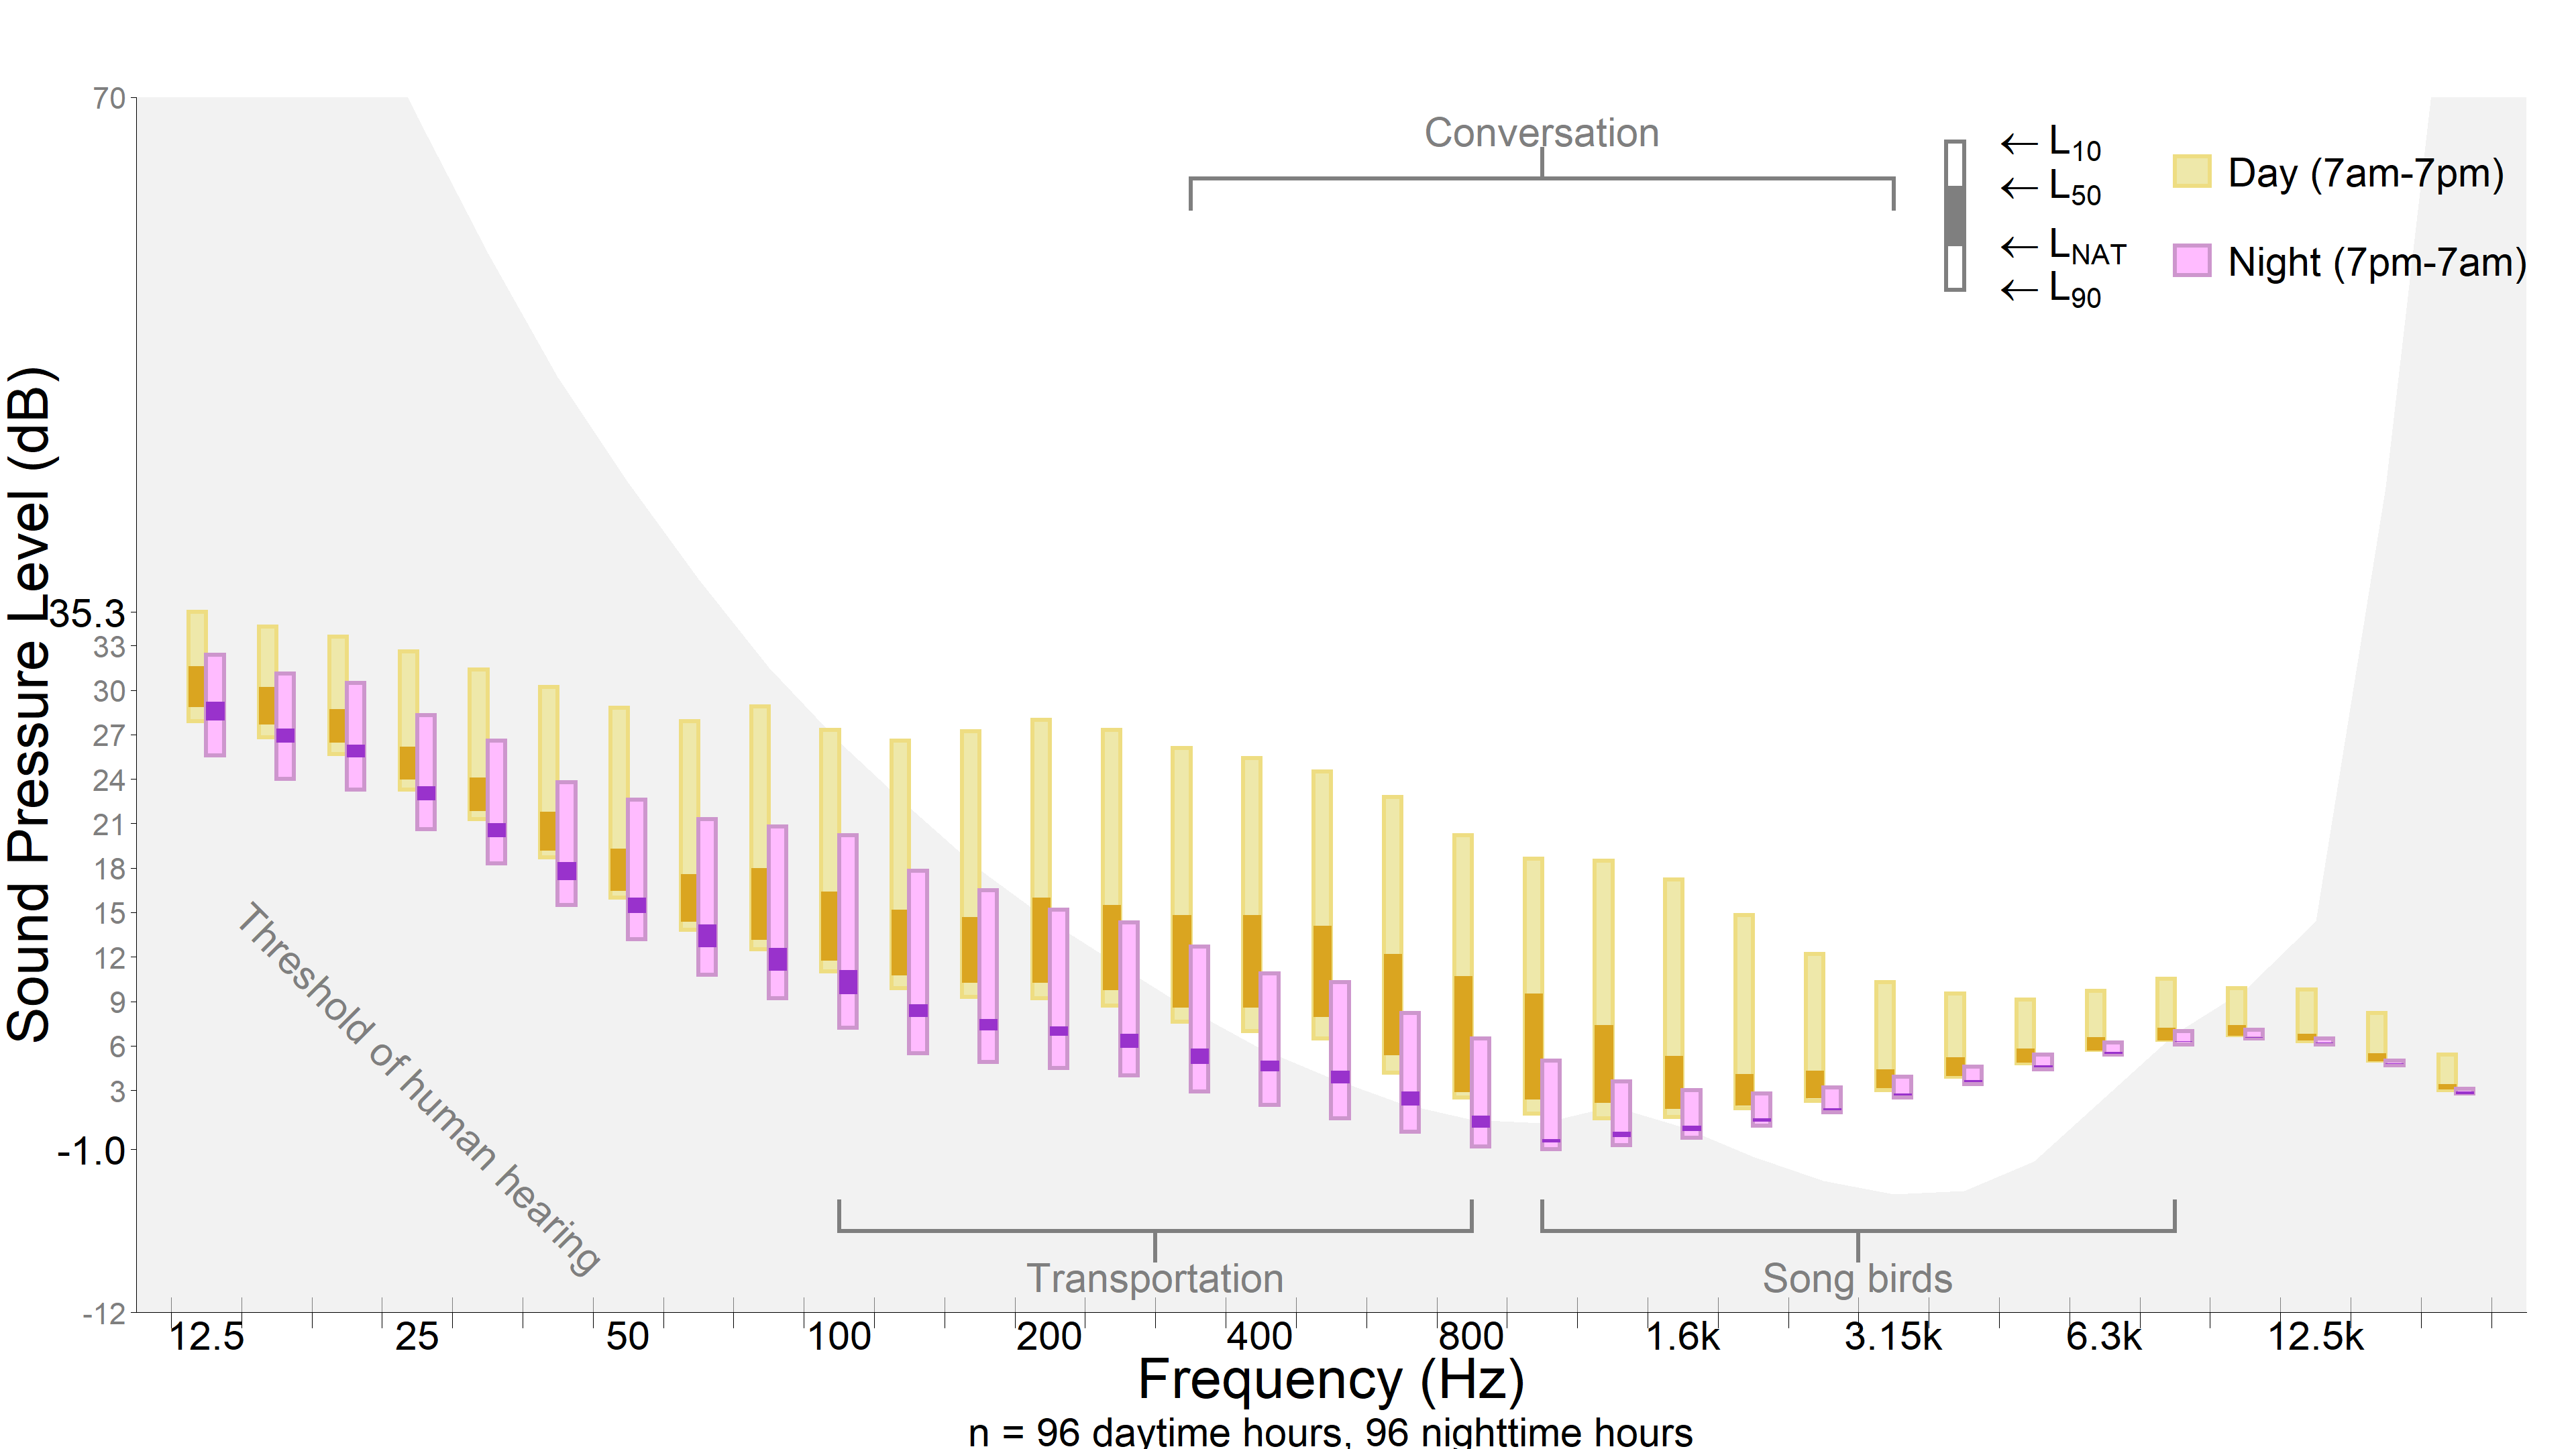 70
Conversation
← L10
← L50
← LNAT
← L90
Day (7am-7pm)
Night (7pm-7am)
Sound Pressure Level (dB)
35.3
33
30
27
24
21
18
15
12
9
6
3
-1.0
-12
Threshold of human hearing
Transportation
Song birds
12.5 25 50 100 200 400 800 1.6k 3.15k 6.3k 12.5k
Frequency (Hz)
n = 96 daytime hours, 96 nighttime hours